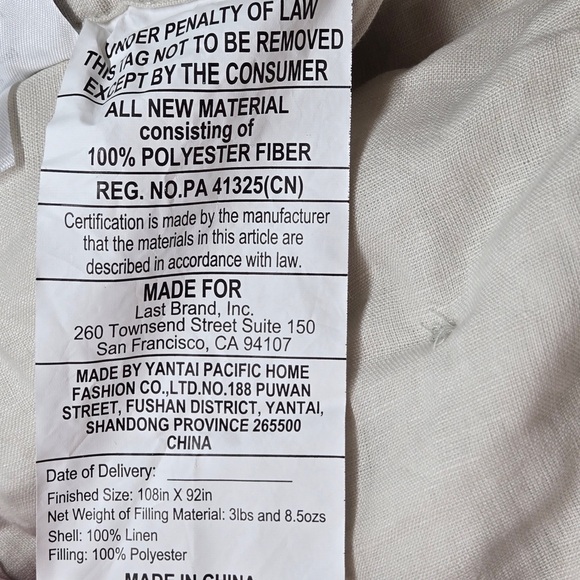 UNDER PENALTY OF LAW
THIS TAG NOT TO BE REMOVED
EXCEPT BY THE CONSUMER
ALL NEW MATERIAL
consisting of
100% POLYESTER FIBER
REG. NO.PA 41325(CN)
Certification is made by the manufacturer
that the materials in this article are
described in accordance with law.
MADE FOR
Last Brand, Inc.
260 Townsend Street Suite 150
San Francisco, CA 94107
MADE BY YANTAI PACIFIC HOME
FASHION CO.,LTD.NO.188 PUWAN
STREET, FUSHAN DISTRICT, YANTAI,
SHANDONG PROVINCE 265500
CHINA
Date of Delivery:
Finished Size: 108in X 92in
Net Weight of Filling Material: 3lbs and 8.5ozs
Shell: 100% Linen
Filling: 100% Polyester
MADE IN CHINA